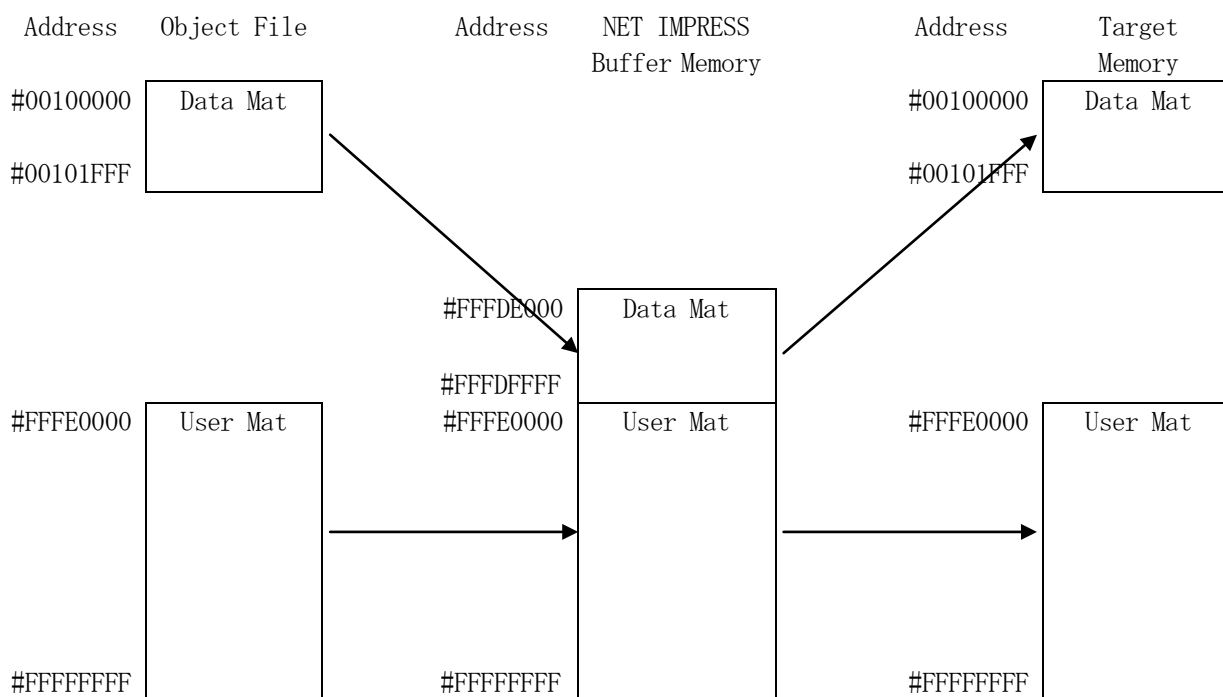 Address Object File Address NET IMPRESS Address Target
Buffer Memory Memory
#00100000 Data Mat #00100000 Data Mat
#00101FFF #00101FFF
#FFFDE000 Data Mat
#FFFDFFFF
#FFFE0000 User Mat #FFFE0000 User Mat #FFFE0000 User Mat
#FFFFFFFF #FFFFFFFF #FFFFFFFF